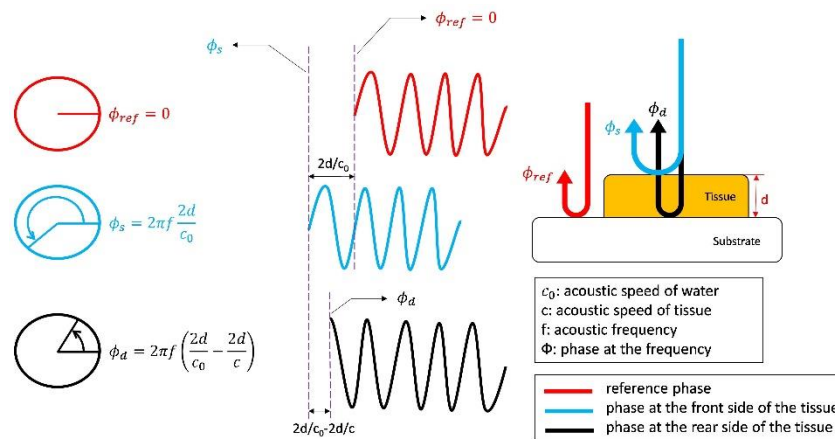 ϕ_s
ϕ_ref = 0
ϕ_ref = 0
2d/c₀
ϕ_s = 2πf 2d/c₀
ϕ_d
ϕ_d = 2πf (2d/c₀ − 2d/c)
2d/c₀-2d/c
ϕ_d
ϕ_s
ϕ_ref
Tissue
d
Substrate
c₀: acoustic speed of water
c: acoustic speed of tissue
f: acoustic frequency
Φ: phase at the frequency
reference phase
phase at the front side of the tissue
phase at the rear side of the tissue